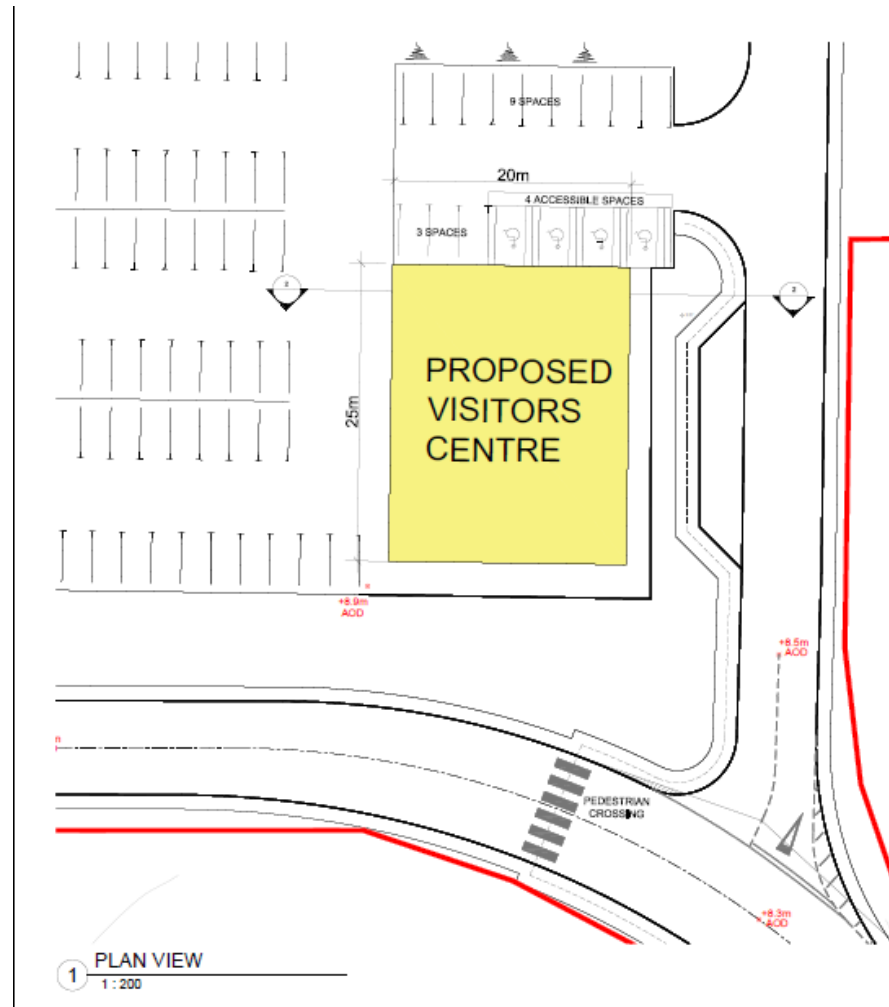 9 SPACES
20m
4 ACCESSIBLE SPACES
3 SPACES
2
2
25m
PROPOSED
VISITORS
CENTRE
+8.9m
AOD
+8.5m
AOD
m
PEDESTRIAN
CROSSING
+8.3m
AOD
1
PLAN VIEW
1 : 200